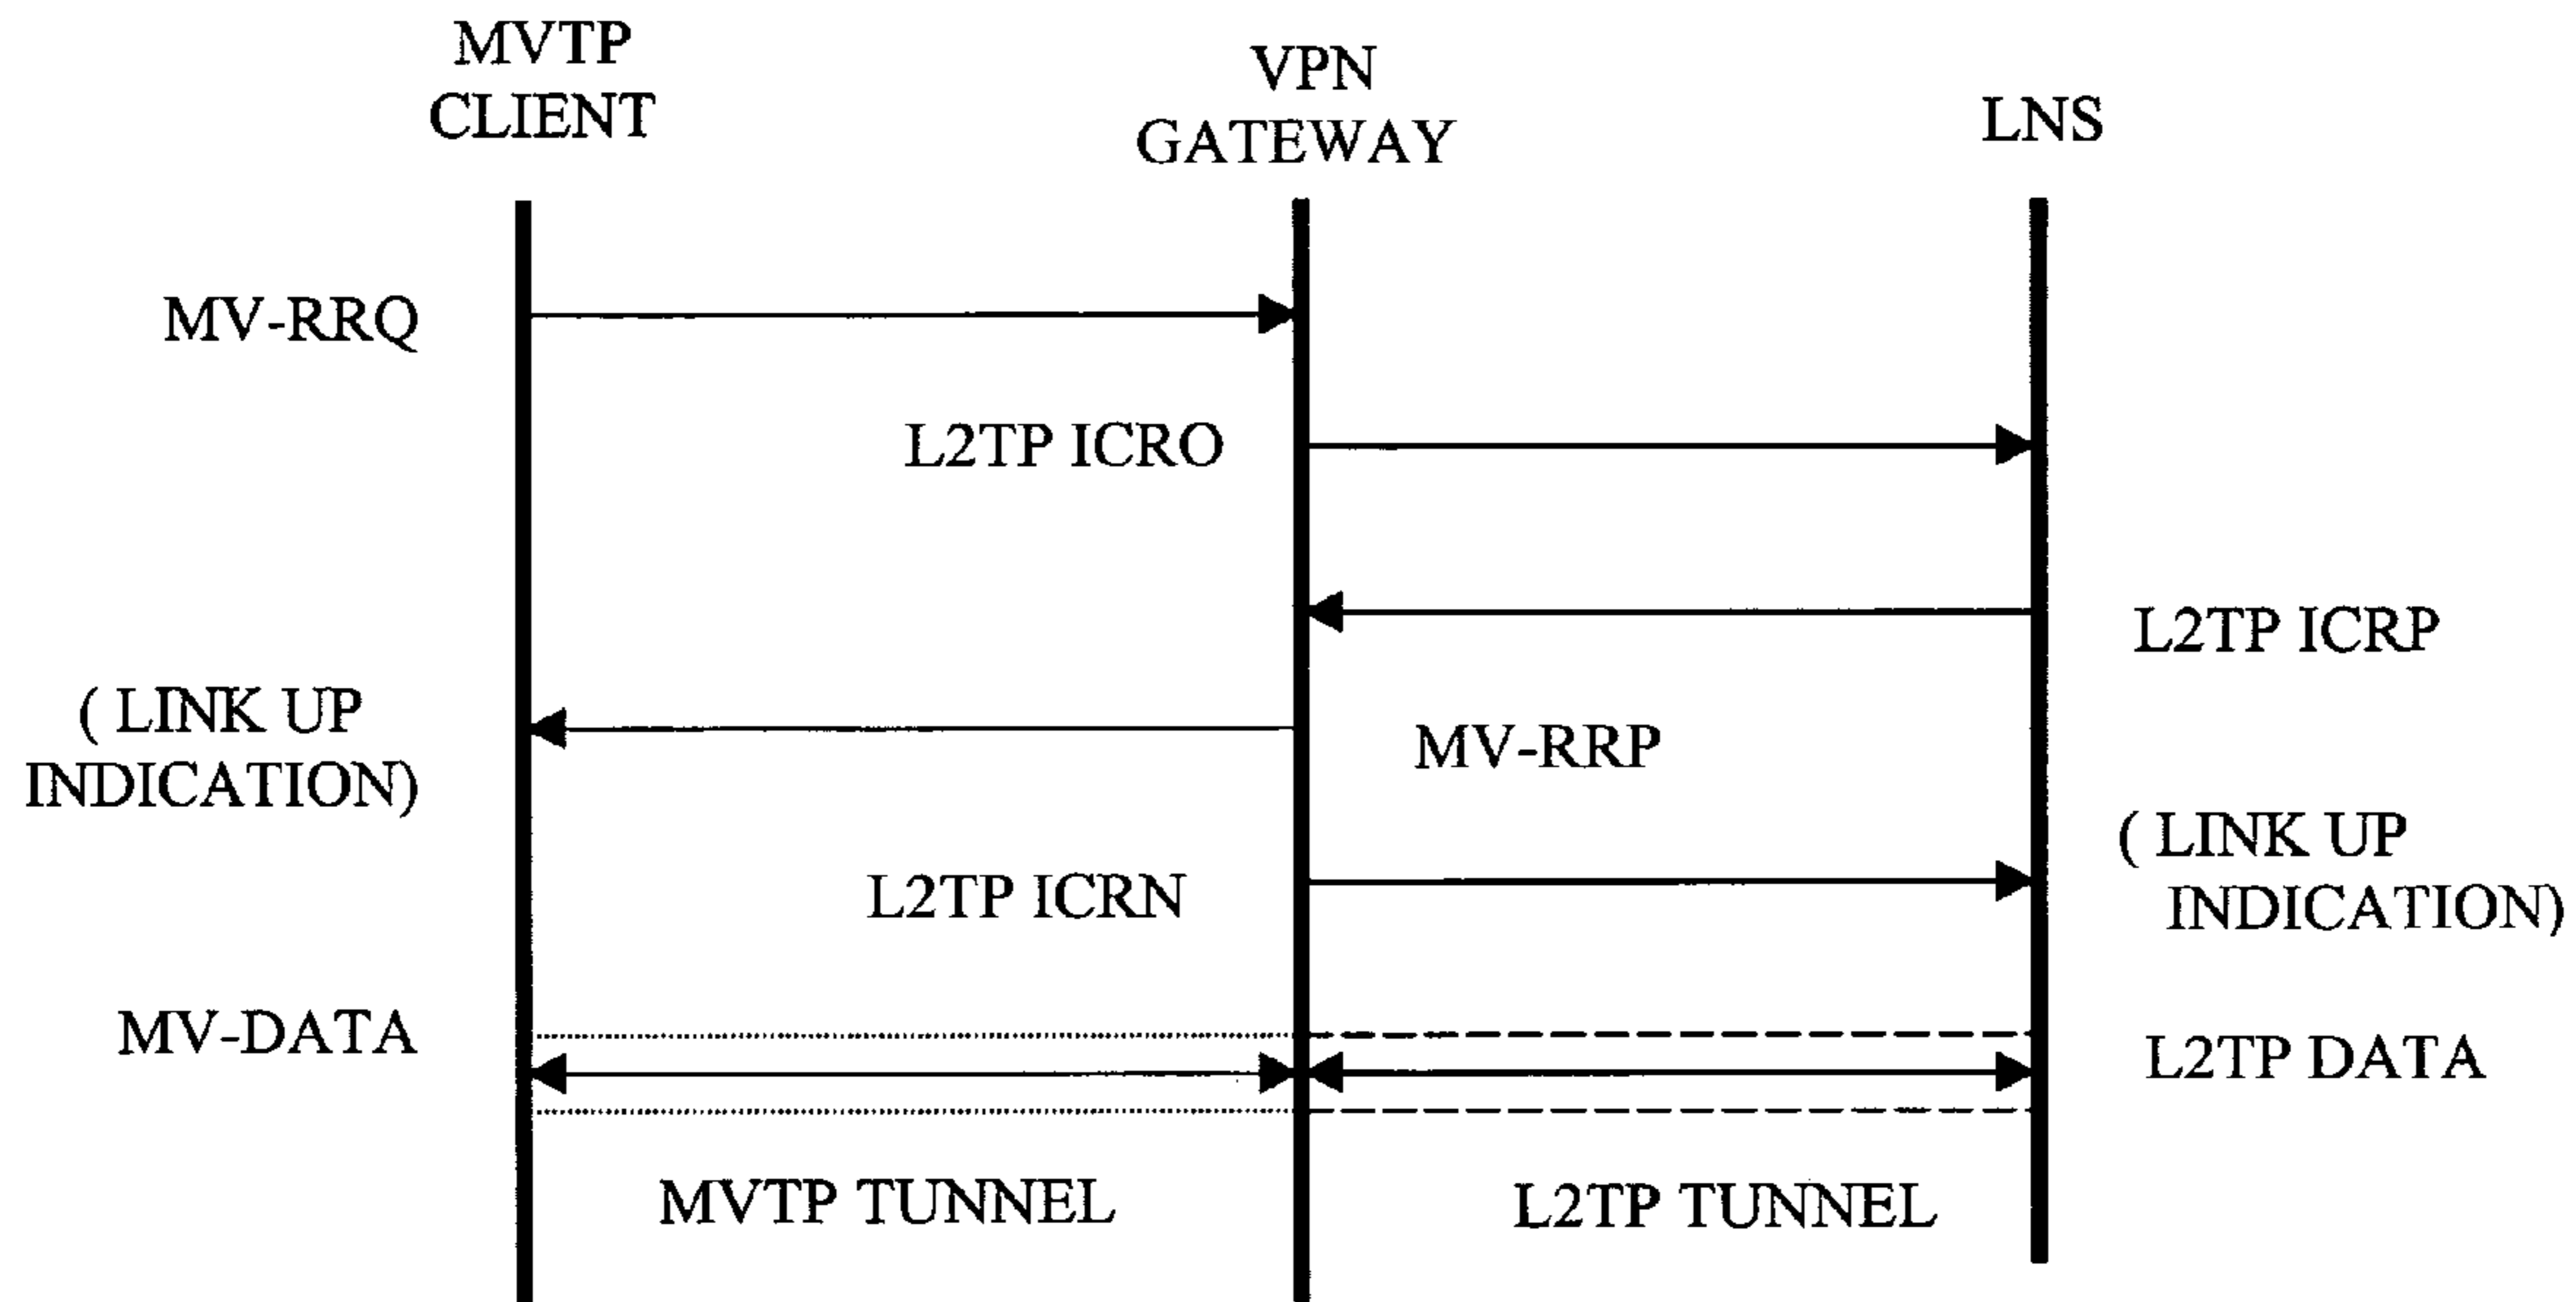 MVTP
CLIENT
VPN
GATEWAY
LNS
MV-RRQ
L2TP ICRO
L2TP ICRP
( LINK UP
INDICATION)
MV-RRP
( LINK UP
INDICATION)
L2TP ICRN
MV-DATA
L2TP DATA
MVTP TUNNEL
L2TP TUNNEL